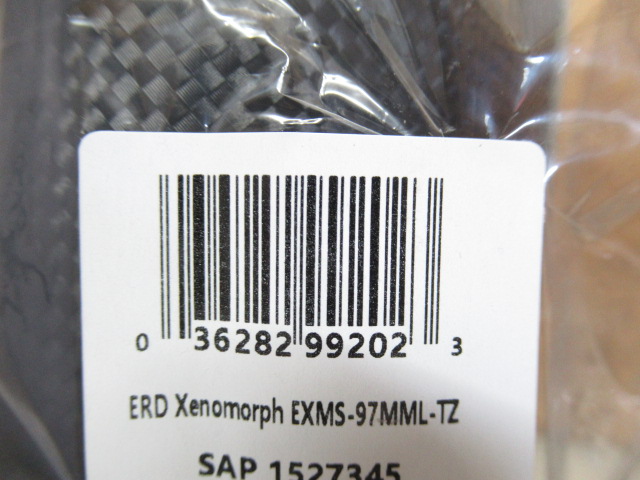 0 36282 99202 3
ERD Xenomorph EXMS-97MML-TZ
SAP 1527345